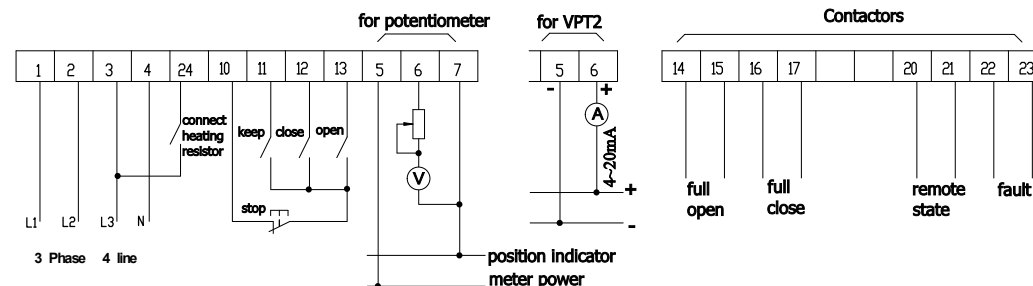 for potentiometer
for VPT2
Contactors
1 2 3 4 24 10 11 12 13 5 6 7
5 6
14 15 16 17 20 21 22 23
- +
A
connect
heating
resistor
keep close open
4~20mA
V
+
full
open
full
close
remote
state
fault
stop
L1 L2 L3 N
-
3 Phase 4 line
position indicator
meter power